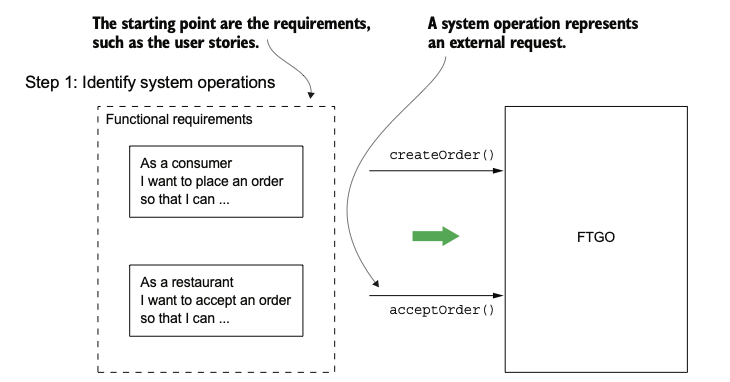 The starting point are the requirements,
such as the user stories.
A system operation represents
an external request.
Step 1: Identify system operations
Functional requirements
As a consumer
I want to place an order
so that I can ...
As a restaurant
I want to accept an order
so that I can ...
createOrder()
acceptOrder()
FTGO